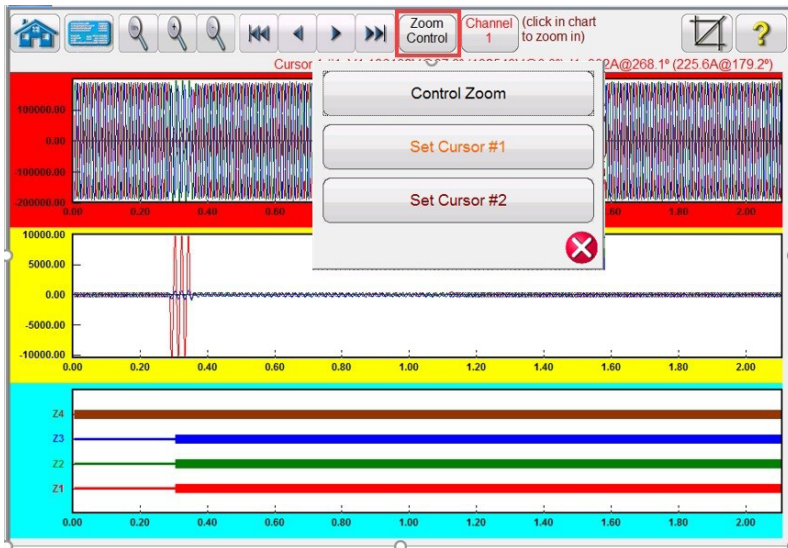 Zoom
Control
Channel
1
(click in chart
to zoom in)
?
Cursor
2A@268.1º (225.6A@179.2º)
Control Zoom
Set Cursor #1
Set Cursor #2
100000.00
0.00
-100000.00
-200000.00
0.00 0.20 0.40 0.60 .60 1.80 2.00
10000.00
5000.00
0.00
-5000.00
-10000.00
0.00 0.20 0.40 0.60 0.80 1.00 1.20 1.40 1.60 1.80 2.00
Z4
Z3
Z2
Z1
0.00 0.20 0.40 0.60 0.80 1.00 1.20 1.40 1.60 1.80 2.00